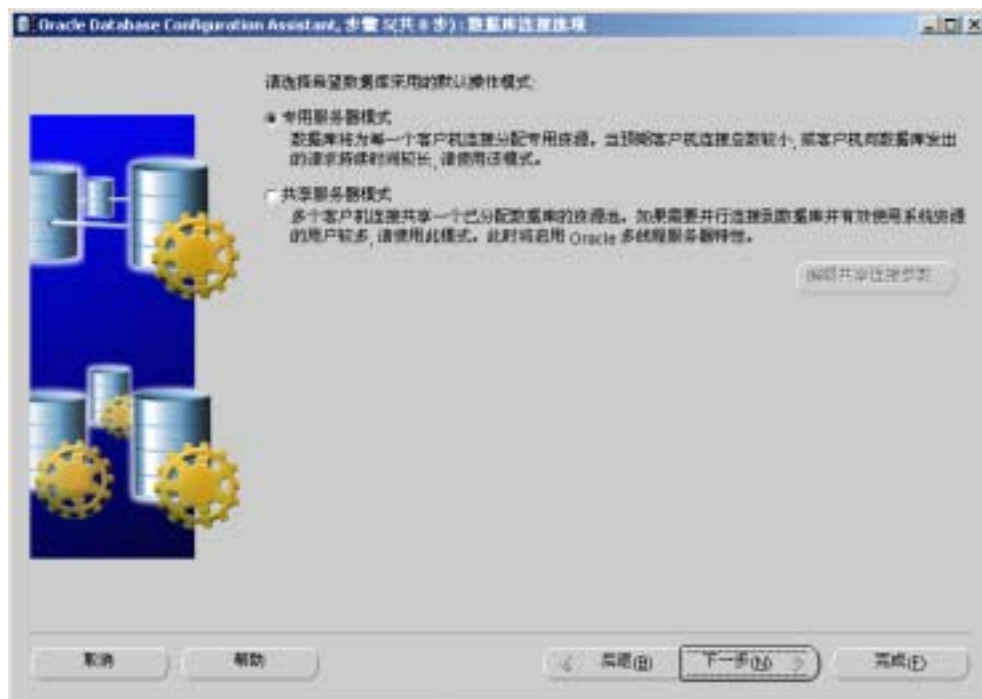 Oracle Database Configuration Assistant, 步骤 5(共 8 步) : 数据库连接选项
请选择希望数据库采用的默认操作模式:
专用服务器模式
数据库将为每一个客户机连接分配专用资源。当预期客户机连接总数较小, 或客户机向数据库发出
的请求持续时间较长, 请使用该模式。
共享服务器模式
多个客户机连接共享一个已分配数据库的资源池。如果需要并行连接到数据库并有效使用系统资源
的用户较多, 请使用此模式。此时将启用 Oracle 多线程服务器特性。
编辑共享连接参数
取消
帮助
后退(B)
下一步(N)
完成(F)